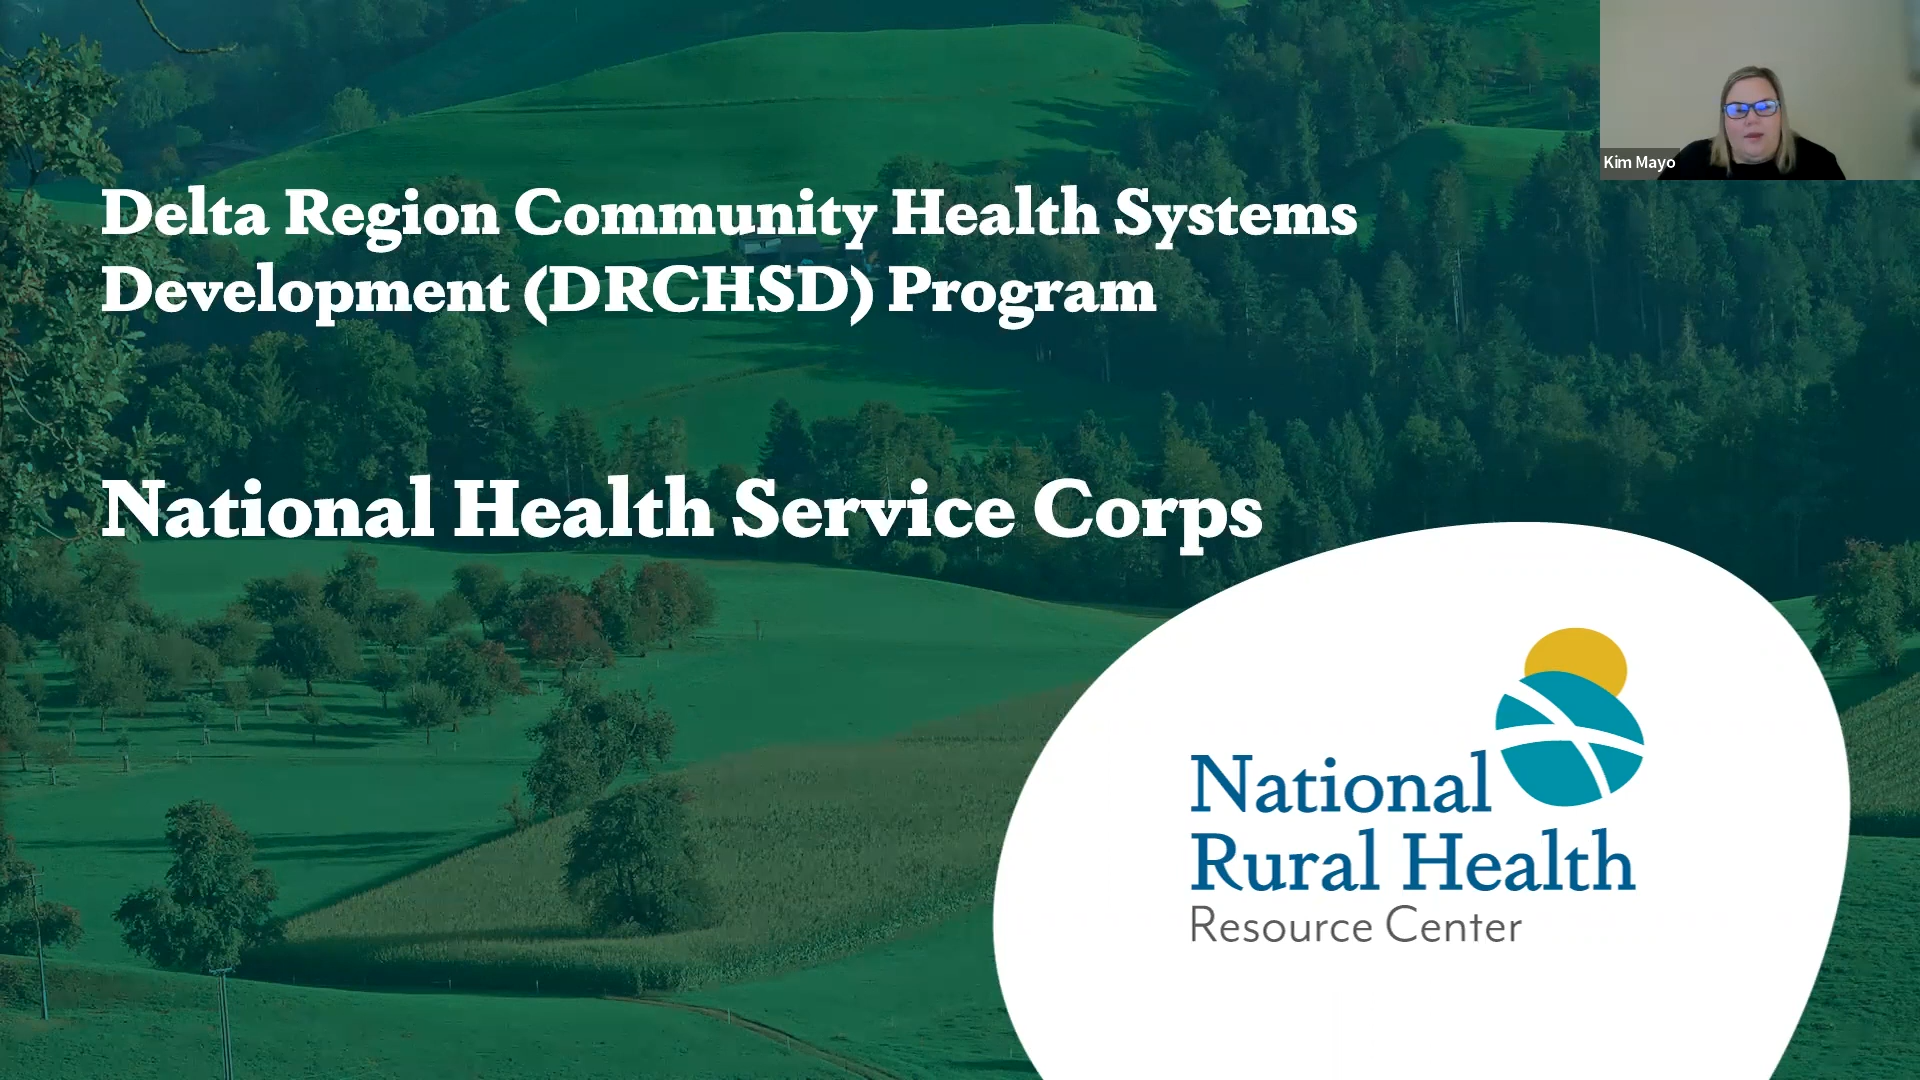 Kim Mayo
Delta Region Community Health Systems
Development (DRCHSD) Program
National Health Service Corps
National
Rural Health
Resource Center